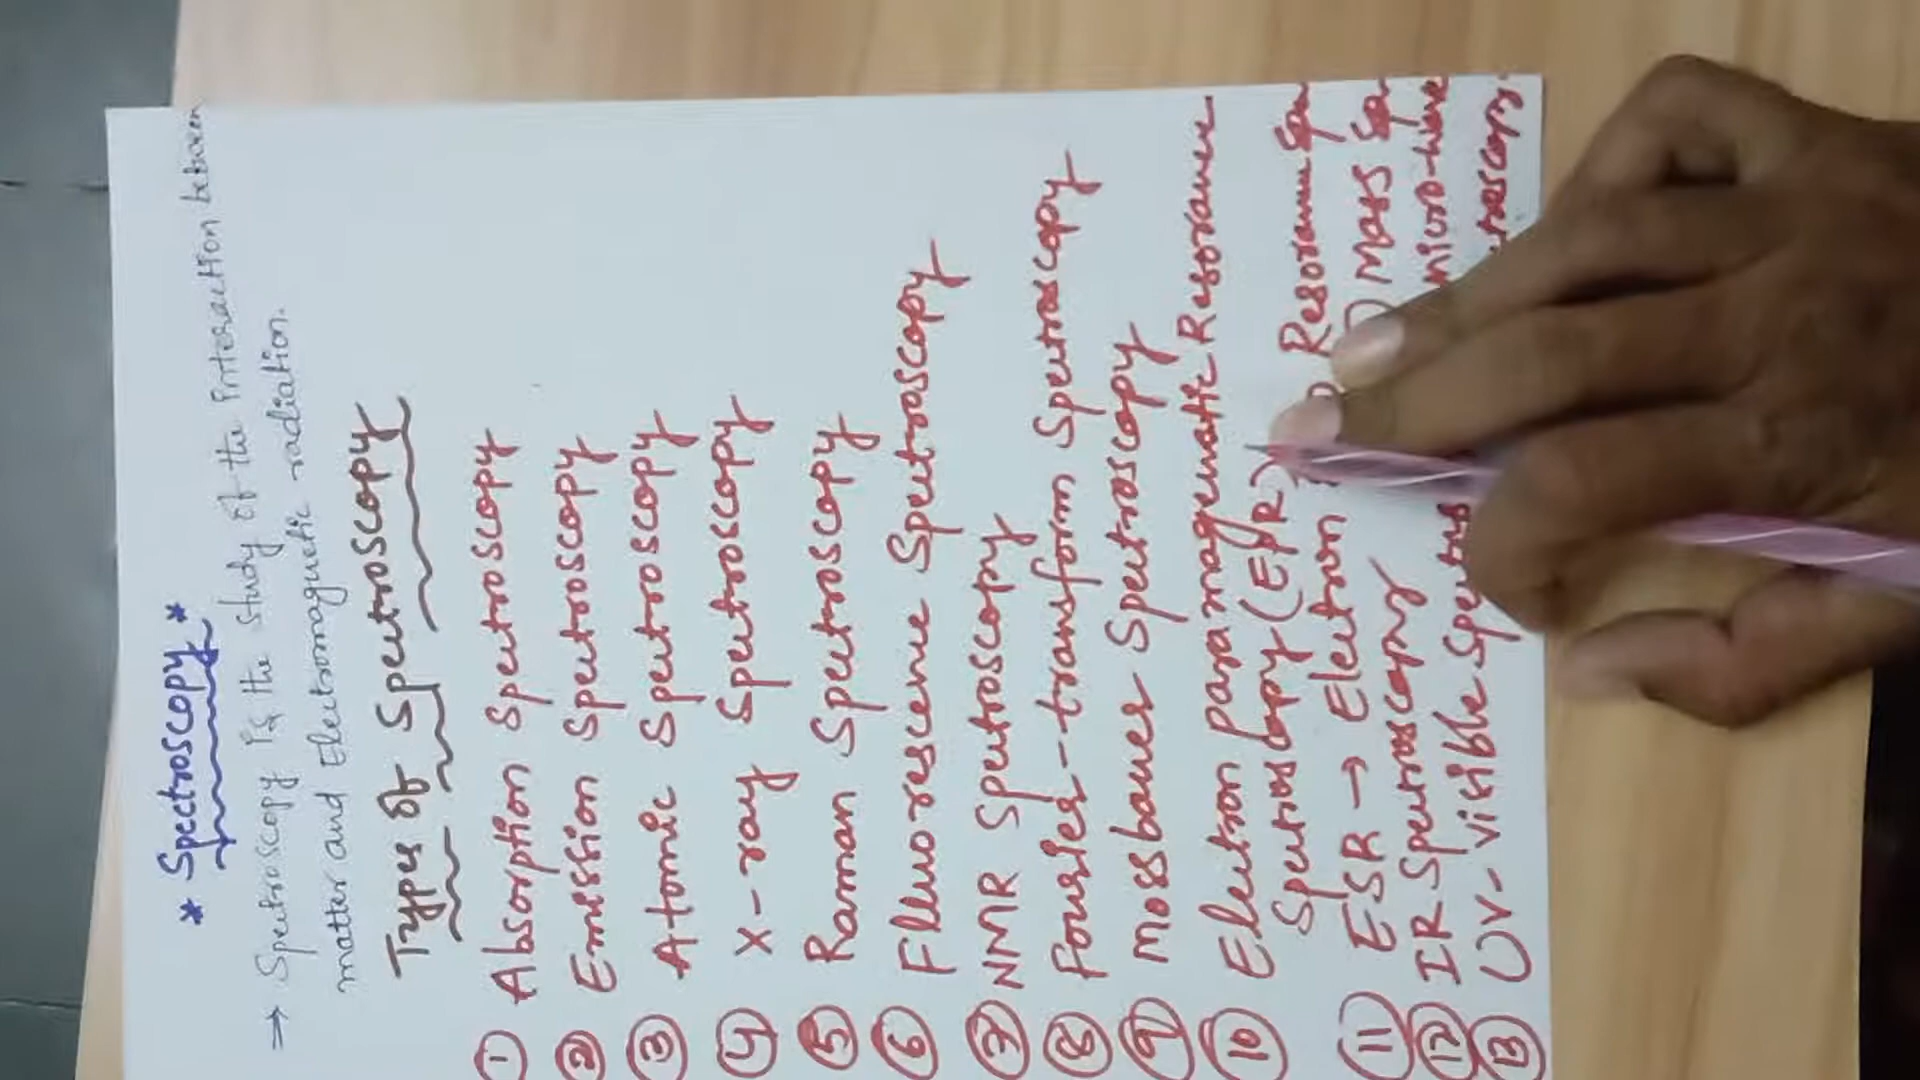 * Spectroscopy *
→ Spectroscopy is the study of the interaction between
matter and Electromagnetic radiation.
Types of Spectroscopy
① Absorption Spectroscopy
② Emission Spectroscopy
③ Atomic Spectroscopy
④ X-ray Spectroscopy
⑤ Raman Spectroscopy
⑥ Fluorescence Spectroscopy
⑦ NMR Spectroscopy
⑧ Fourier-transform Spectroscopy
⑨ Mossbauer Spectroscopy
⑩ Electron paramagematic Resonance
Spectroscopy (EPR)
⑪ ESR → Electron Resonance
⑫ IR Spectroscopy Mass
⑬ UV-Visible micro-wave